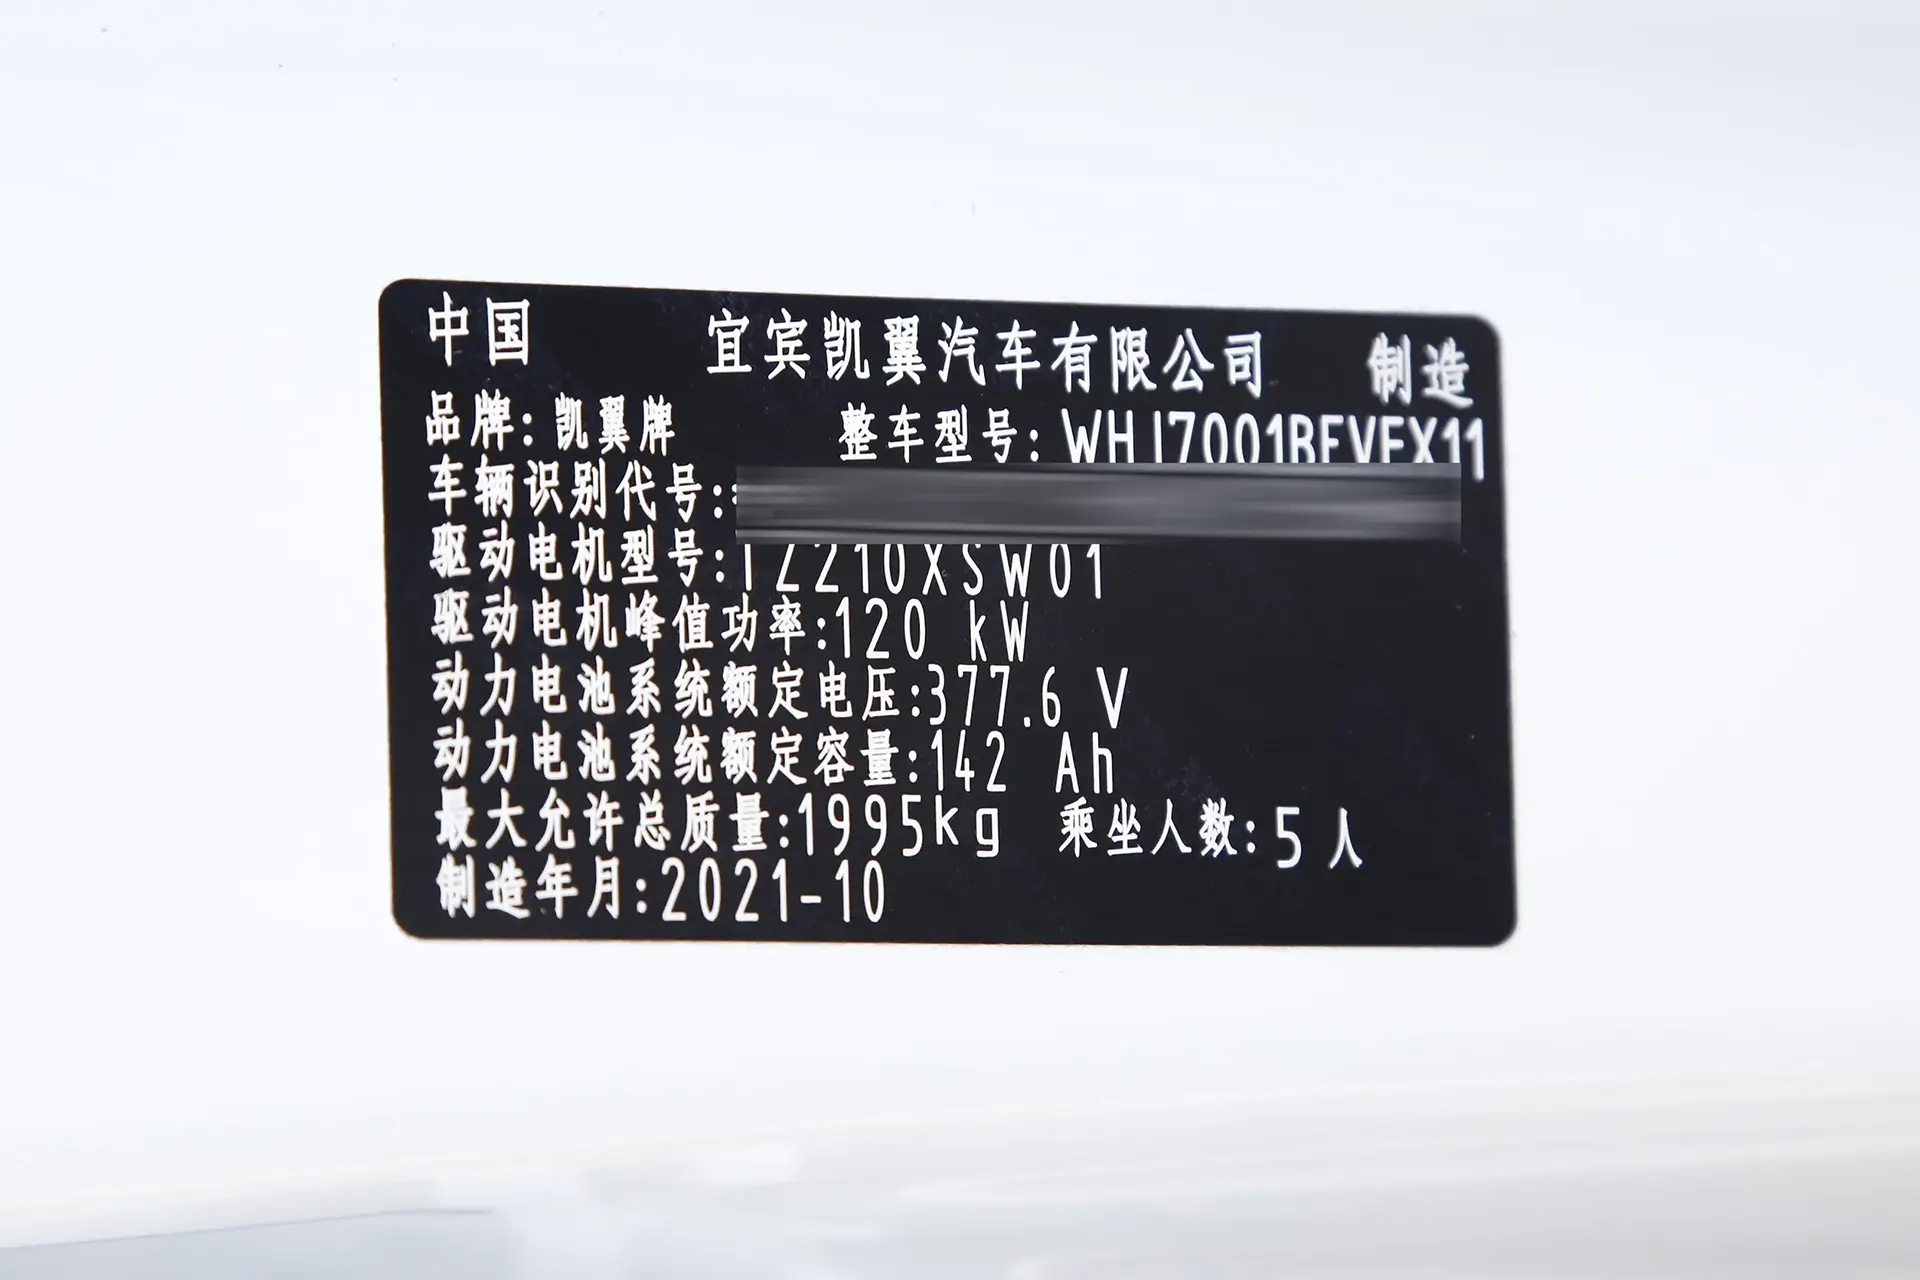 中国 宜宾凯翼汽车有限公司 制造
品牌:凯翼牌 整车型号:
车辆识别代号:
驱动电机型号:TZ210XSW01
驱动电机峰值功率:120 kW
动力电池系统额定电压:377.6 V
动力电池系统额定容量:142 Ah
最大允许总质量:1995kg 乘坐人数:5人
制造年月:2021-10